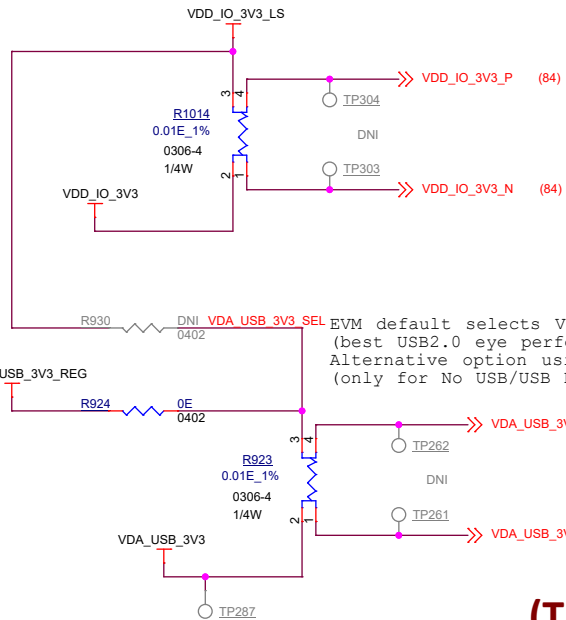 VDD_IO_3V3_LS
3 4
R1014
0.01E_1%
0306-4
1/4W
2 1
VDD_IO_3V3_P (84)
TP304
DNI
TP303
VDD_IO_3V3_N (84)
VDD_IO_3V3
R930 DNI VDA_USB_3V3_SEL
0402
EVM default selects V
(best USB2.0 eye perf
Alternative option usi
(only for No USB/USB
USB_3V3_REG
R924 0E
0402
3 4
R923
0.01E_1%
0306-4
1/4W
2 1
VDA_USB_3V
TP262
DNI
TP261
VDA_USB_3V
VDA_USB_3V3
TP287
(T